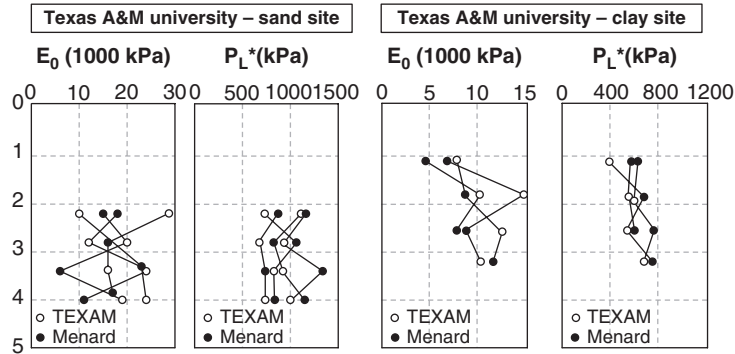 Texas A&M university – sand site
Texas A&M university – clay site
E0 (1000 kPa)
PL*(kPa)
E0 (1000 kPa)
PL*(kPa)
0 10 20 30 0 500 1000 1500 0 5 10 15 0 400 800 1200
0
1
2
3
4
5
TEXAM
Menard
TEXAM
Menard
TEXAM
Menard
TEXAM
Menard